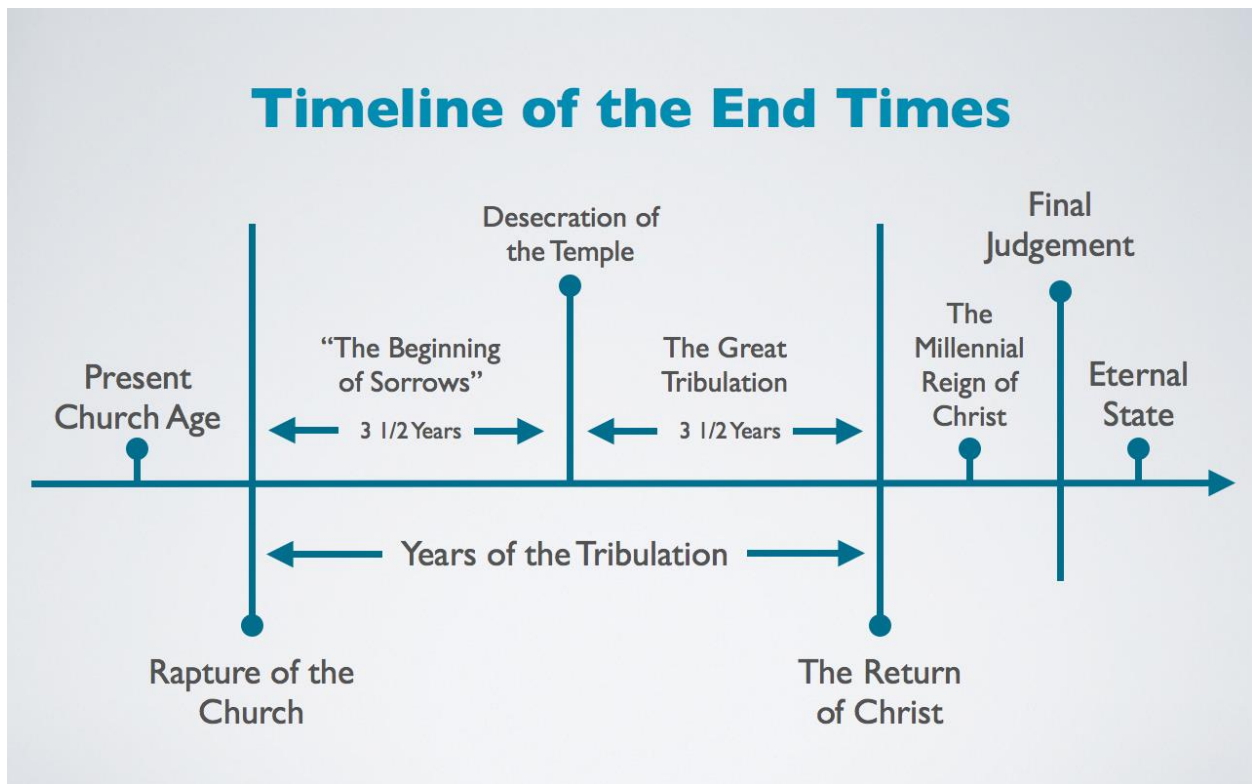 Timeline of the End Times
Present
Church Age
Rapture of the
Church
“The Beginning
of Sorrows”
3 1/2 Years
Desecration of
the Temple
The Great
Tribulation
3 1/2 Years
Years of the Tribulation
The Return
of Christ
The
Millennial
Reign of
Christ
Final
Judgement
Eternal
State